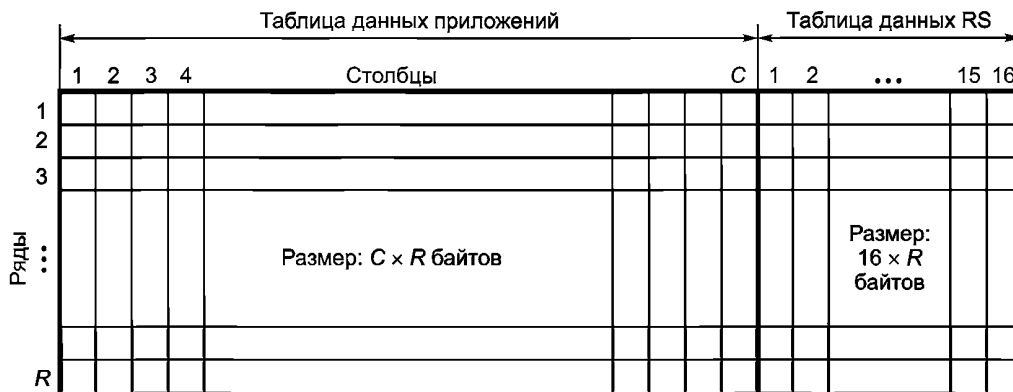 Таблица данных приложений Таблица данных RS
1 2 3 4 Столбцы C 1 2 ... 15 16
1
2
3
Ряды ...
Размер: C × R байтов
Размер:
16 × R
байтов
R